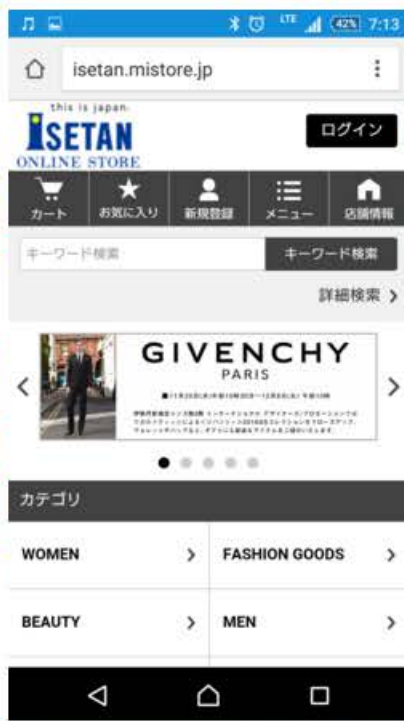 LTE 42% 7:13
isetan.mistore.jp
this is japan.
ISETAN
ONLINE STORE
ログイン
カート
お気に入り
新規登録
メニュー
店舗情報
キーワード検索
キーワード検索
詳細検索
GIVENCHY
PARIS
カテゴリ
WOMEN
FASHION GOODS
BEAUTY
MEN